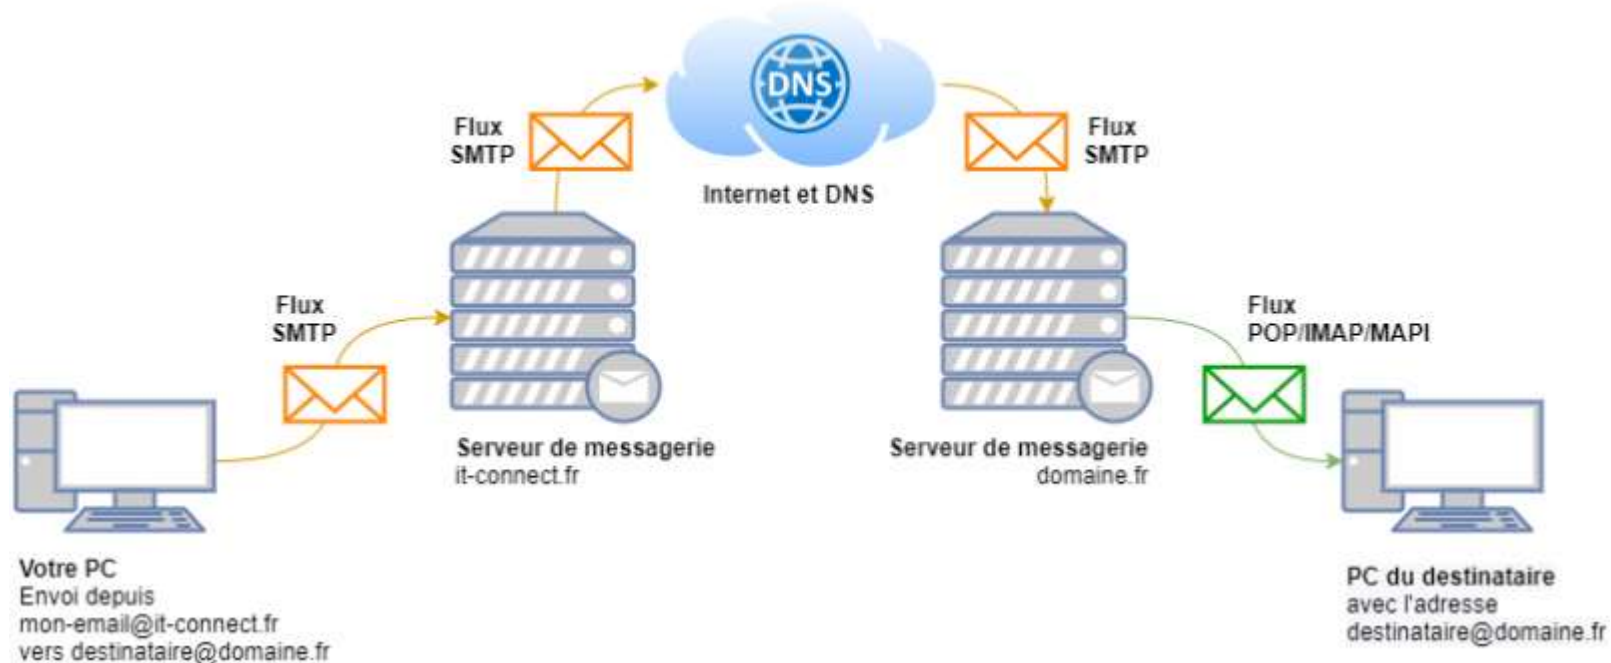 DNS
Flux
SMTP
Flux
SMTP
Internet et DNS
Flux
SMTP
Flux
POP/IMAP/MAPI
Serveur de messagerie
it-connect.fr
Serveur de messagerie
domaine.fr
Votre PC
Envoi depuis
mon-email@it-connect.fr
vers destinataire@domaine.fr
PC du destinataire
avec l'adresse
destinataire@domaine.fr